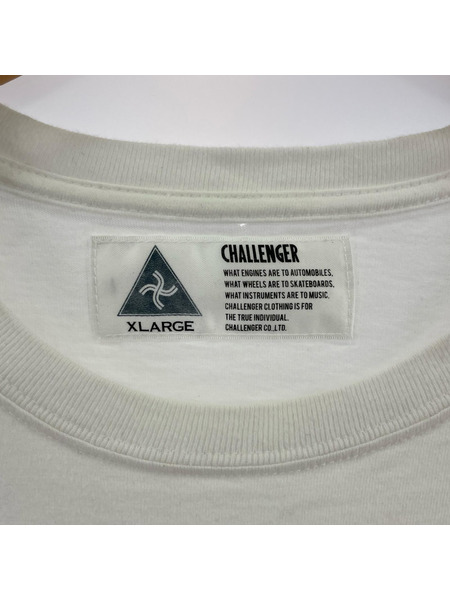 XLARGE
CHALLENGER
WHAT ENGINES ARE TO AUTOMOBILES,
WHAT WHEELS ARE TO SKATEBOARDS,
WHAT INSTRUMENTS ARE TO MUSIC,
CHALLENGER CLOTHING IS FOR
THE TRUE INDIVIDUAL.
CHALLENGER CO.,LTD.